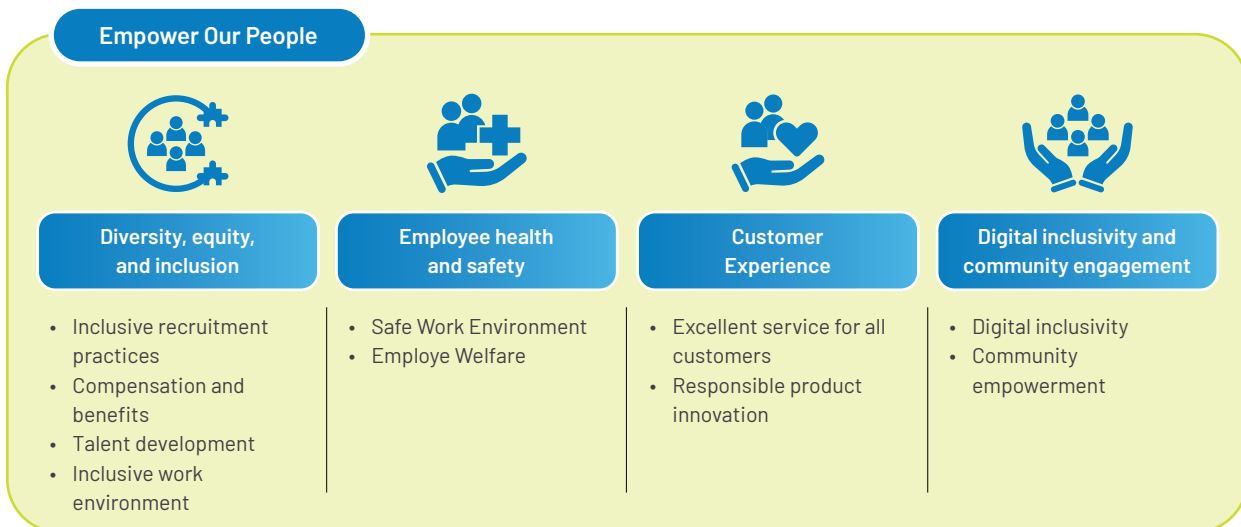 Empower Our People
Diversity, equity,
and inclusion
• Inclusive recruitment
practices
• Compensation and
benefits
• Talent development
• Inclusive work
environment
Employee health
and safety
• Safe Work Environment
• Employe Welfare
Customer
Experience
• Excellent service for all
customers
• Responsible product
innovation
Digital inclusivity and
community engagement
• Digital inclusivity
• Community
empowerment